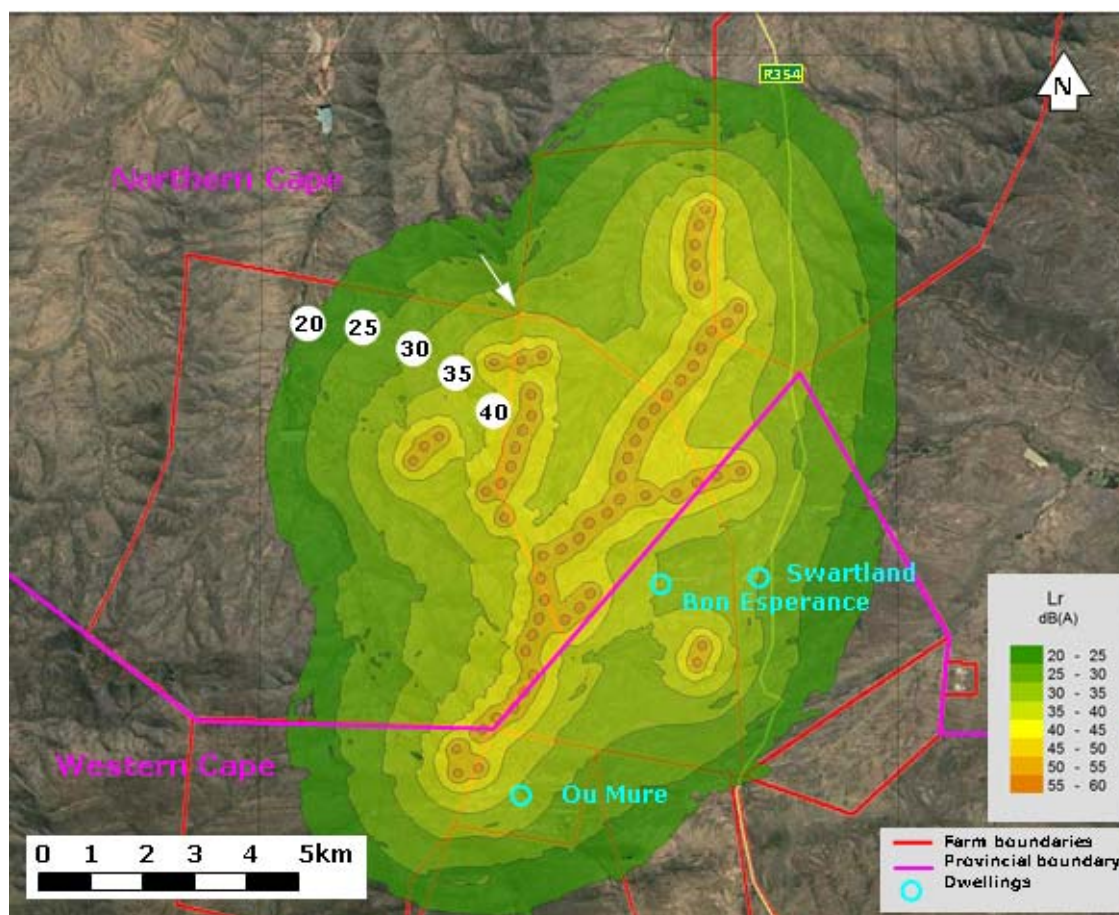 R354
N
Northern Cape
20
25
30
35
40
Swartland
Bon Esperance
Western Cape
Ou Mure
Lr
dB(A)
20 - 25
25 - 30
30 - 35
35 - 40
40 - 45
45 - 50
50 - 55
55 - 60
0 1 2 3 4 5km
Farm boundaries
Provincial boundary
Dwellings